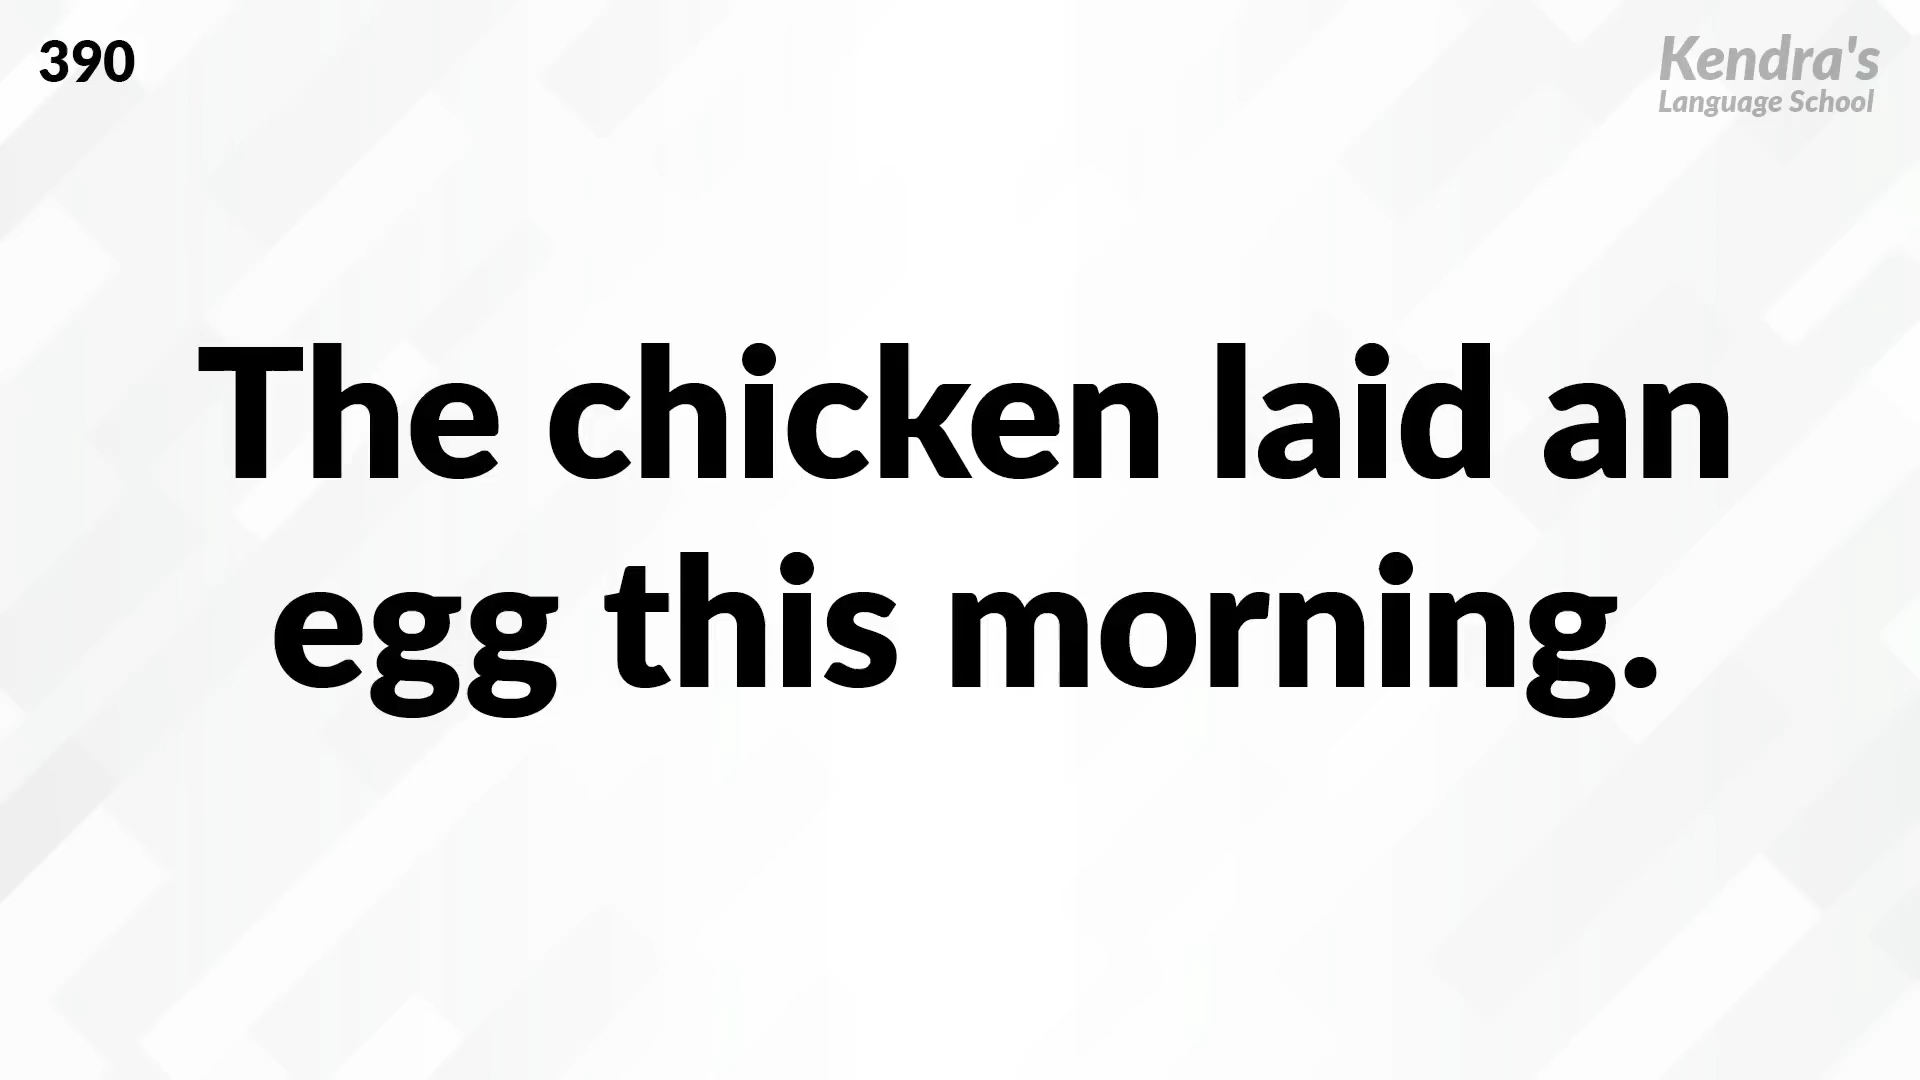 390
Kendra's
Language School
The chicken laid an
egg this morning.